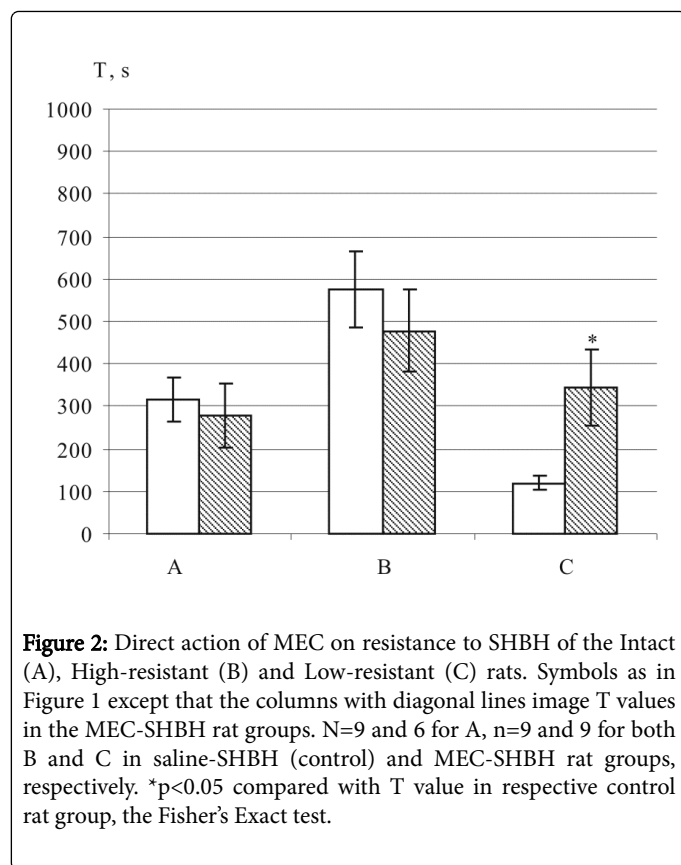 T, s
1000
900
800
700
600
500
400
300
200
100
0
*
A B C
Figure 2: Direct action of MEC on resistance to SHBH of the Intact
(A), High-resistant (B) and Low-resistant (C) rats. Symbols as in
Figure 1 except that the columns with diagonal lines image T values
in the MEC-SHBH rat groups. N=9 and 6 for A, n=9 and 9 for both
B and C in saline-SHBH (control) and MEC-SHBH rat groups,
respectively. *p<0.05 compared with T value in respective control
rat group, the Fisher's Exact test.